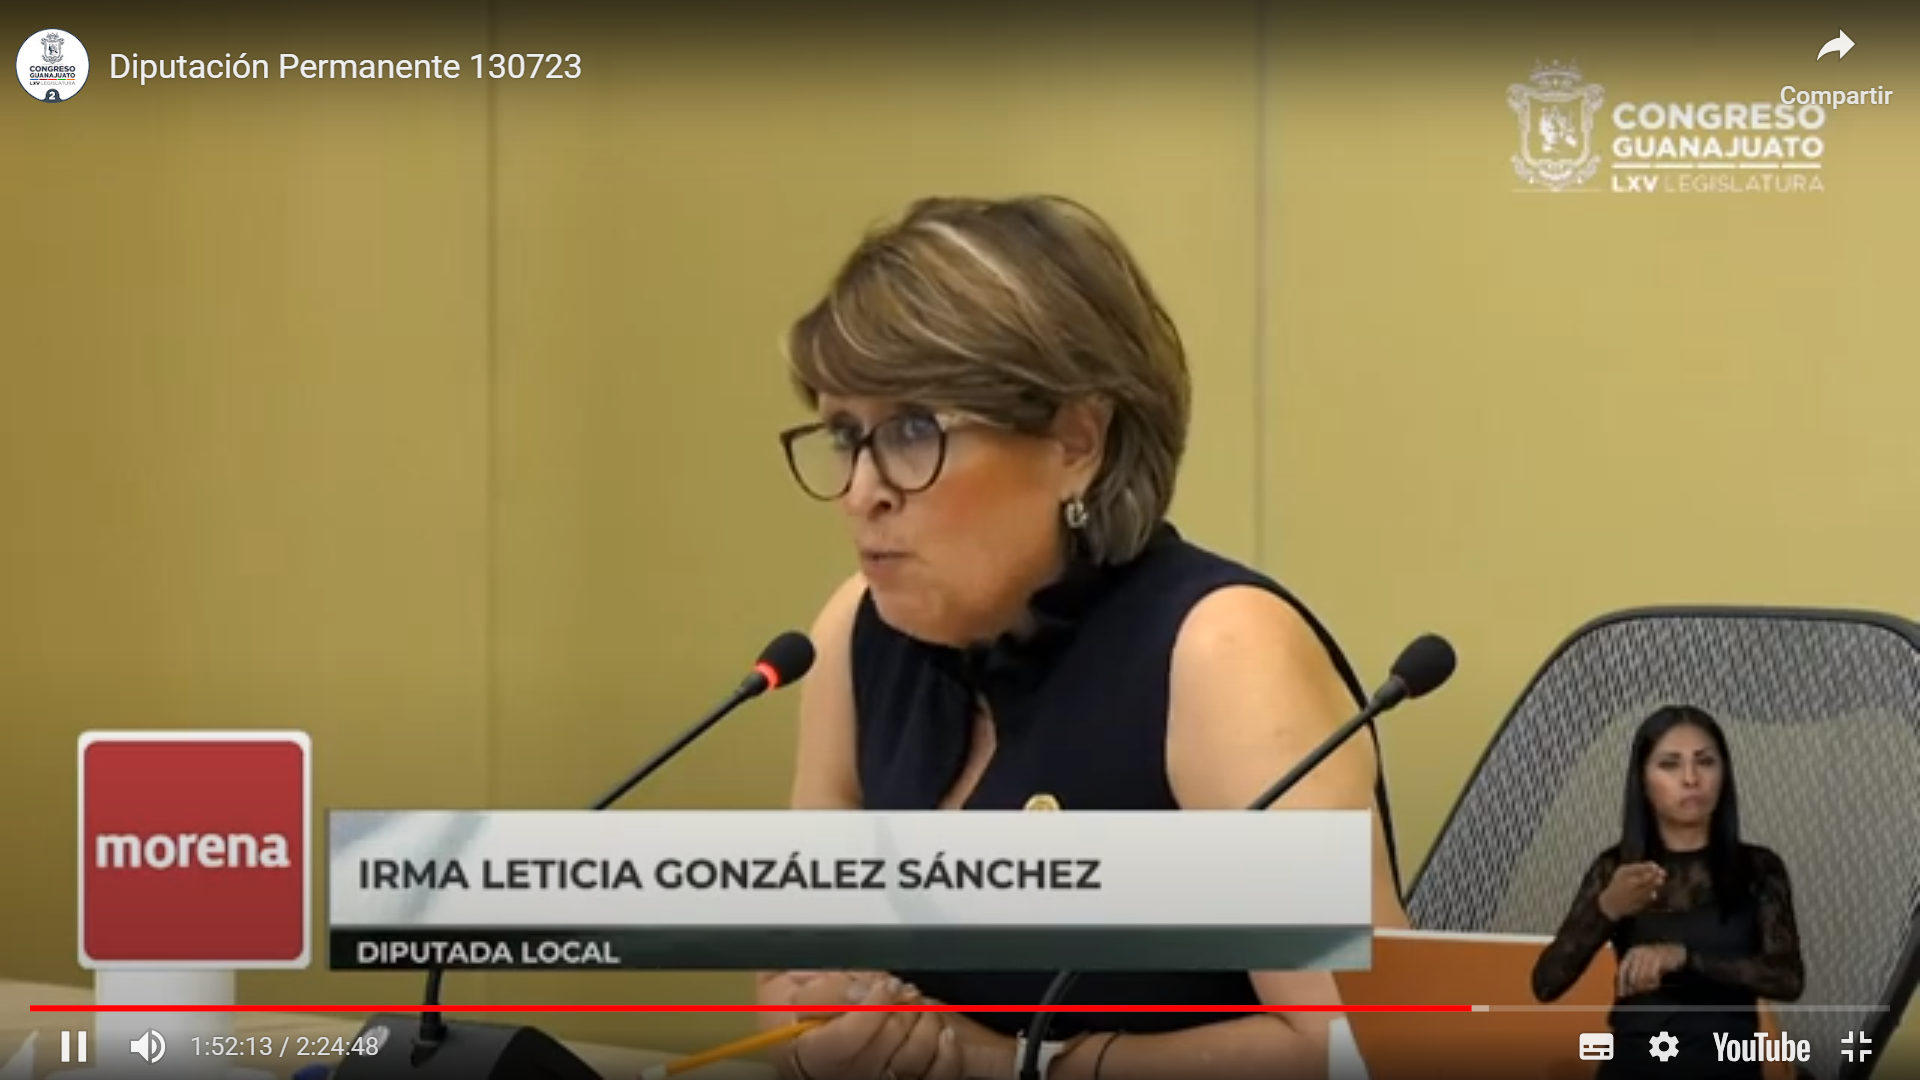 CONGRESO
GUANAJUATO
LXV LEGISLATURA
2
Diputación Permanente 130723
Compartir
CONGRESO
GUANAJUATO
LXV LEGISLATURA
morena
IRMA LETICIA GONZÁLEZ SÁNCHEZ
DIPUTADA LOCAL
1:52:13 / 2:24:48
YouTube